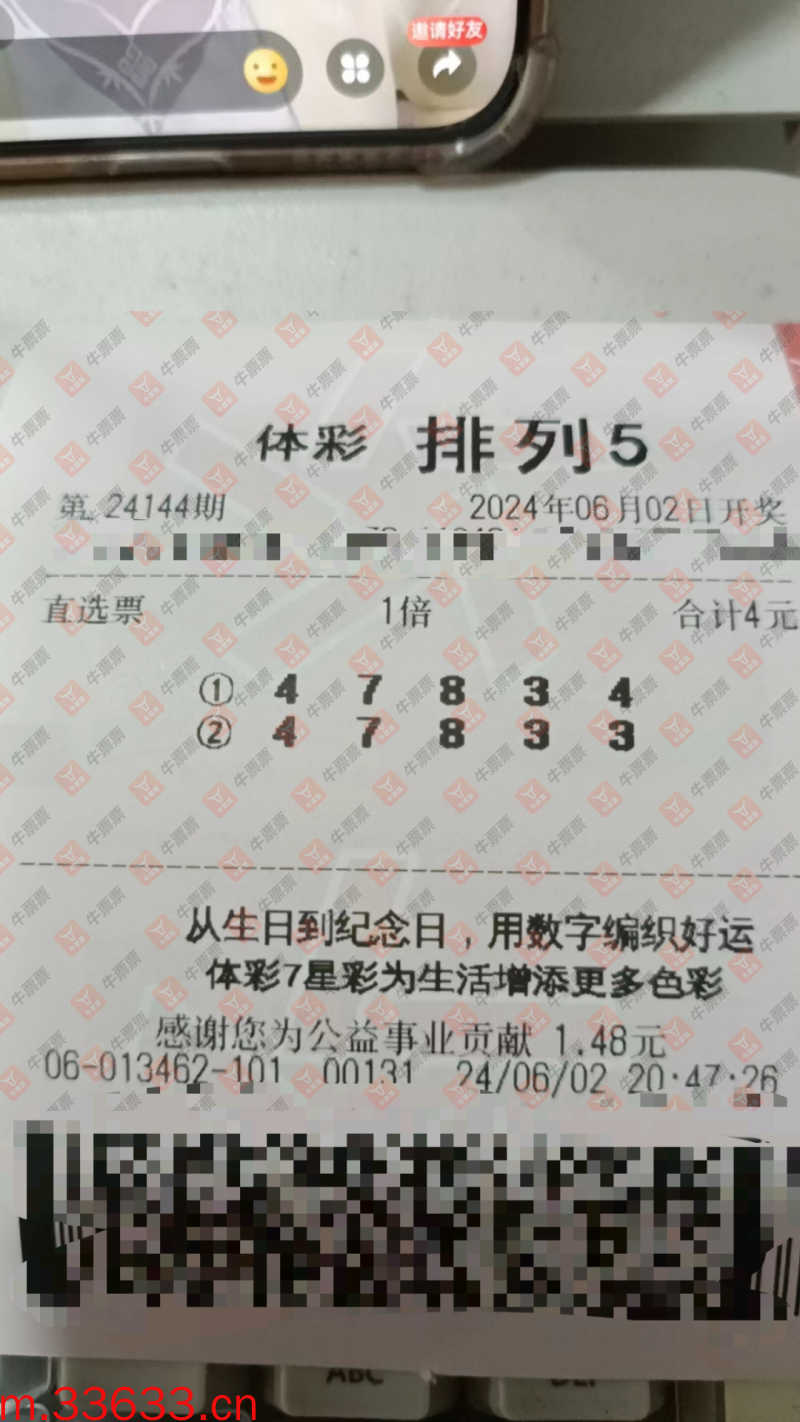 邀请好友
体彩 排列5
第 24144期 2024年06月02日开奖
直选票 1倍 合计4元
① 4 7 8 3 4
② 4 7 8 3 3
从生日到纪念日，用数字编织好运
体彩7星彩为生活增添更多色彩
感谢您为公益事业贡献 1.48元
06-013462-101 00131 24/06/02 20:47:26
ABC DEF
m.33633.cn
牛票票